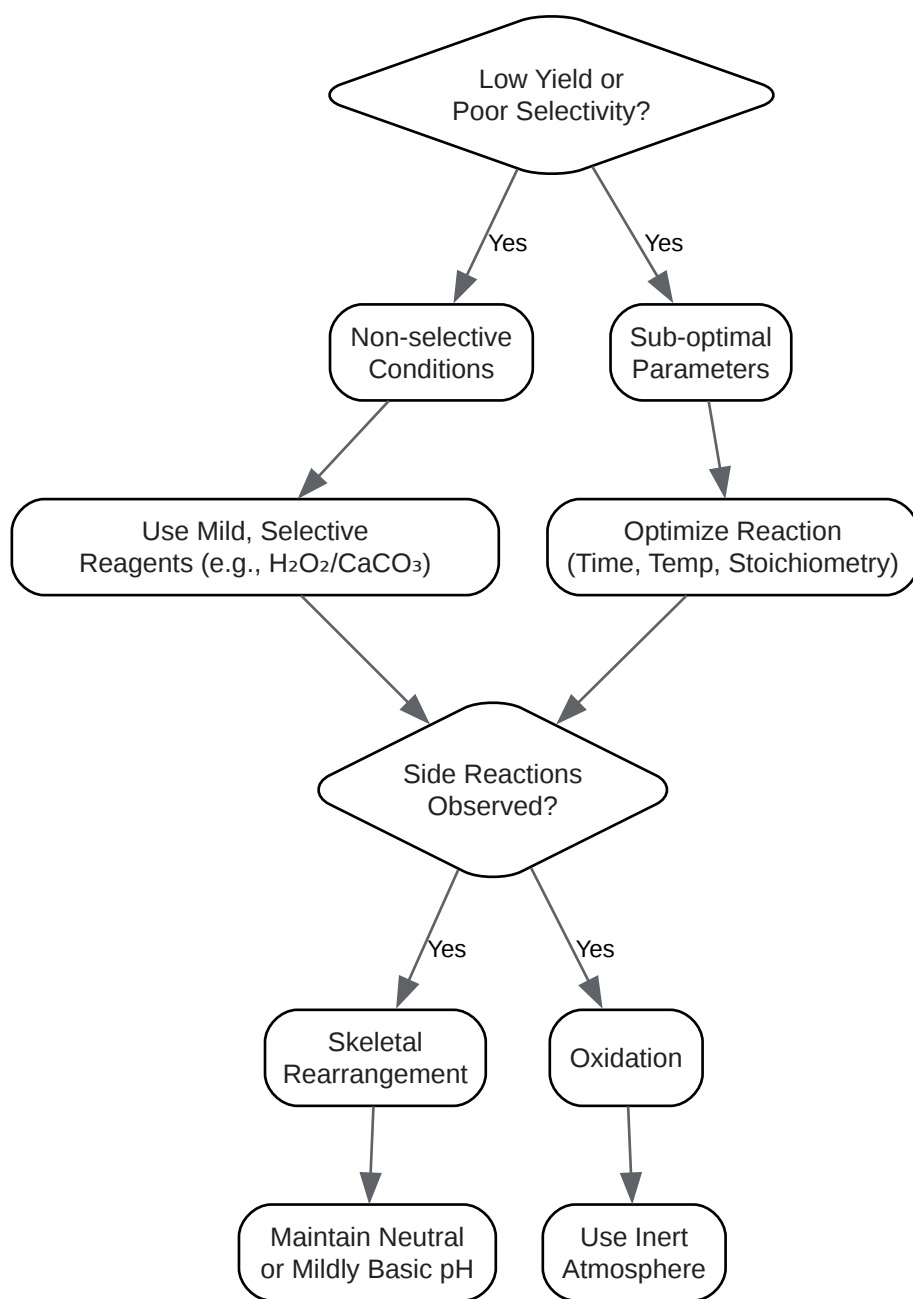 Low Yield or
Poor Selectivity?
Yes
Yes
Non-selective
Conditions
Sub-optimal
Parameters
Use Mild, Selective
Reagents (e.g., H₂O₂/CaCO₃)
Optimize Reaction
(Time, Temp, Stoichiometry)
Side Reactions
Observed?
Yes
Yes
Skeletal
Rearrangement
Oxidation
Maintain Neutral
or Mildly Basic pH
Use Inert
Atmosphere